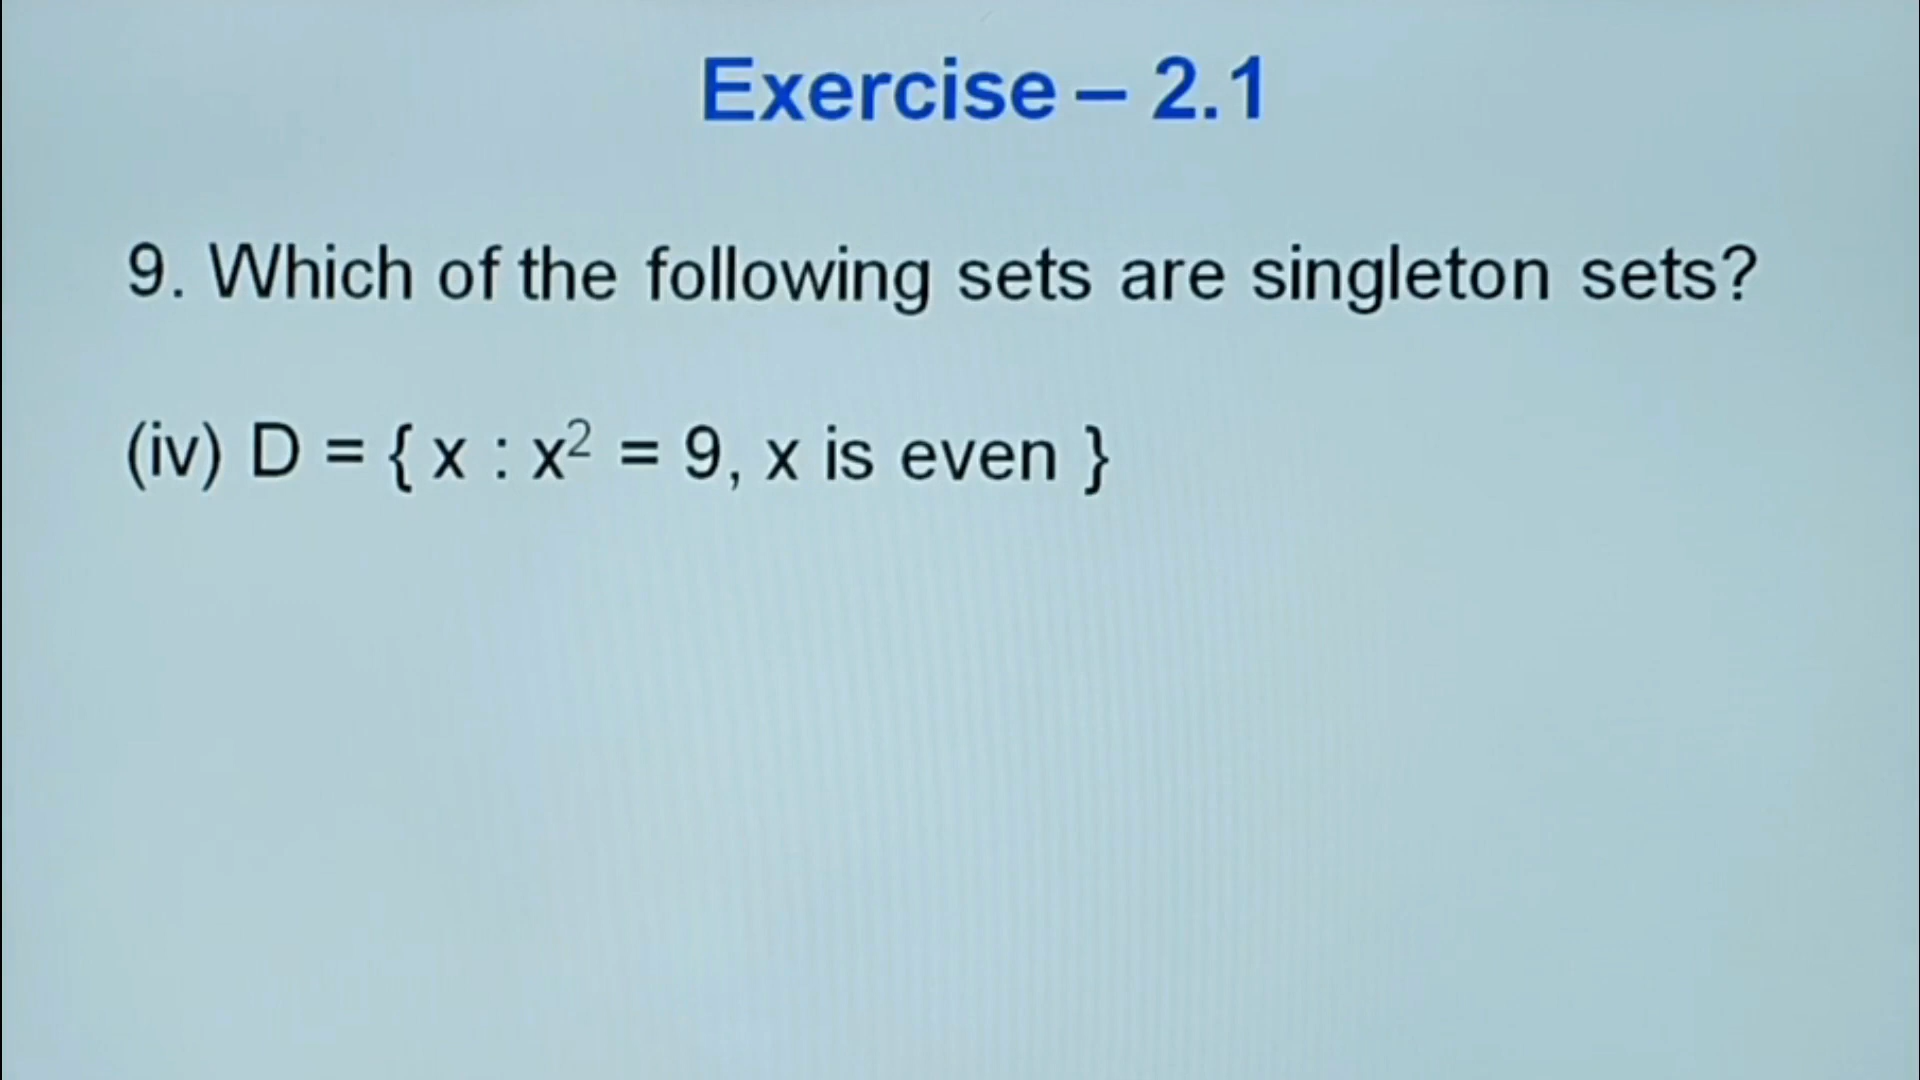 Exercise – 2.1
9. Which of the following sets are singleton sets?
(iv) D = { x : x² = 9, x is even }